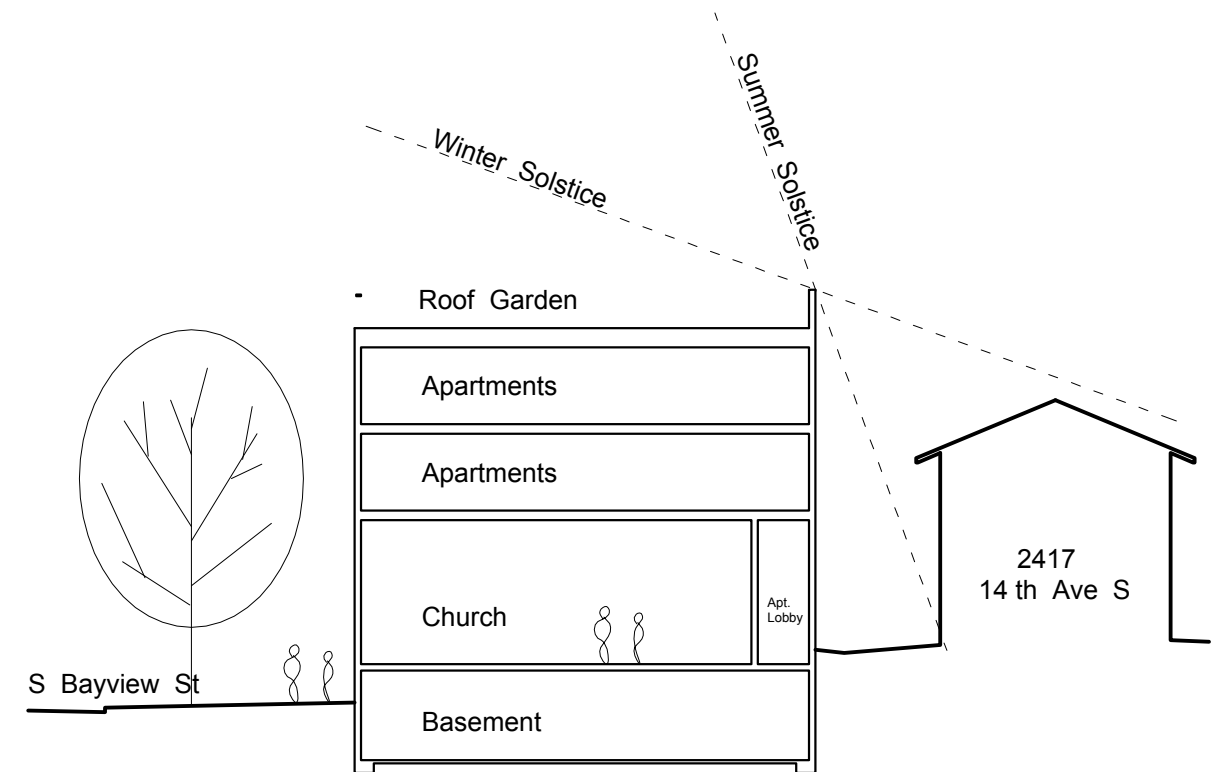 Summer Solstice
Winter Solstice
Roof Garden
Apartments
Apartments
2417
14 th Ave S
Church
Apt.
Lobby
S Bayview St
Basement